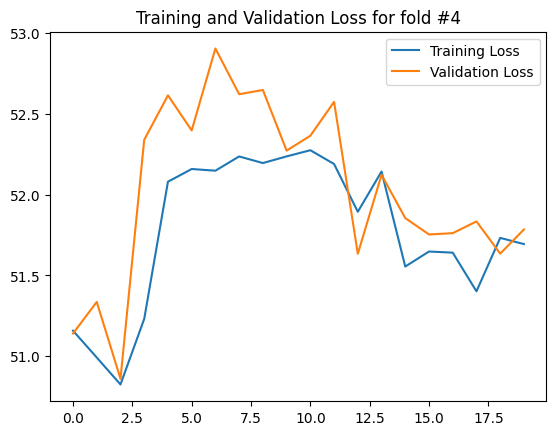 Training and Validation Loss for fold #4
Training Loss
Validation Loss
53.0
52.5
52.0
51.5
51.0
0.0 2.5 5.0 7.5 10.0 12.5 15.0 17.5